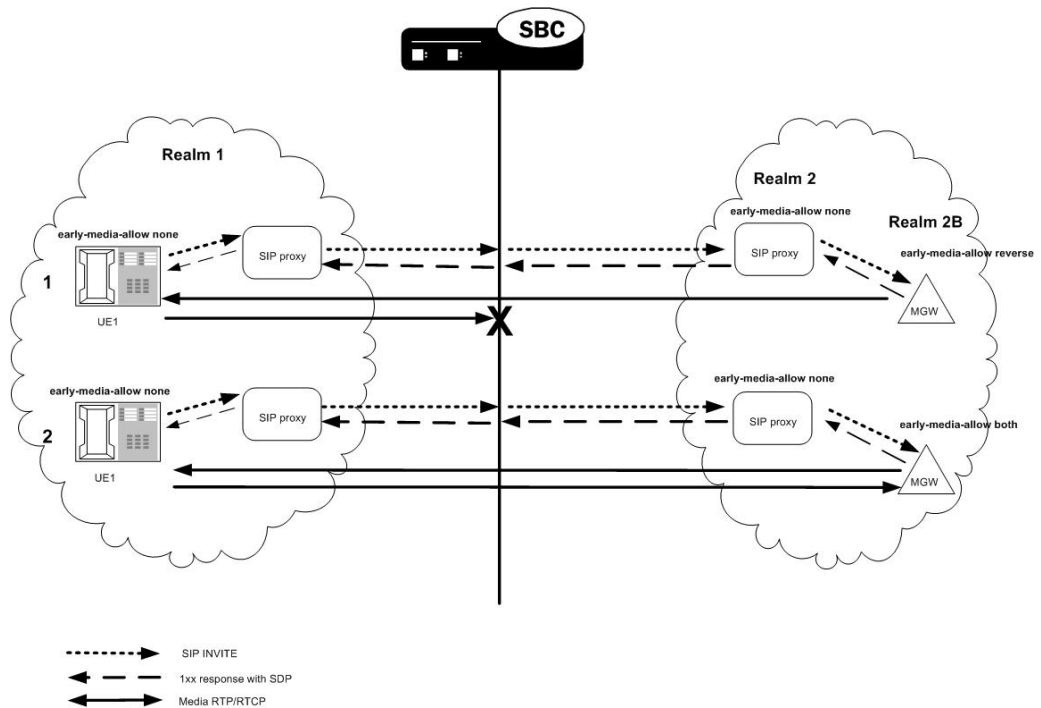 SBC
Realm 1
Realm 2
Realm 2B
early-media-allow none
early-media-allow none
SIP proxy
SIP proxy
early-media-allow reverse
1
UE1
MGW
X
early-media-allow none
early-media-allow none
SIP proxy
SIP proxy
early-media-allow both
2
UE1
MGW
SIP INVITE
1xx response with SDP
Media RTP/RTCP